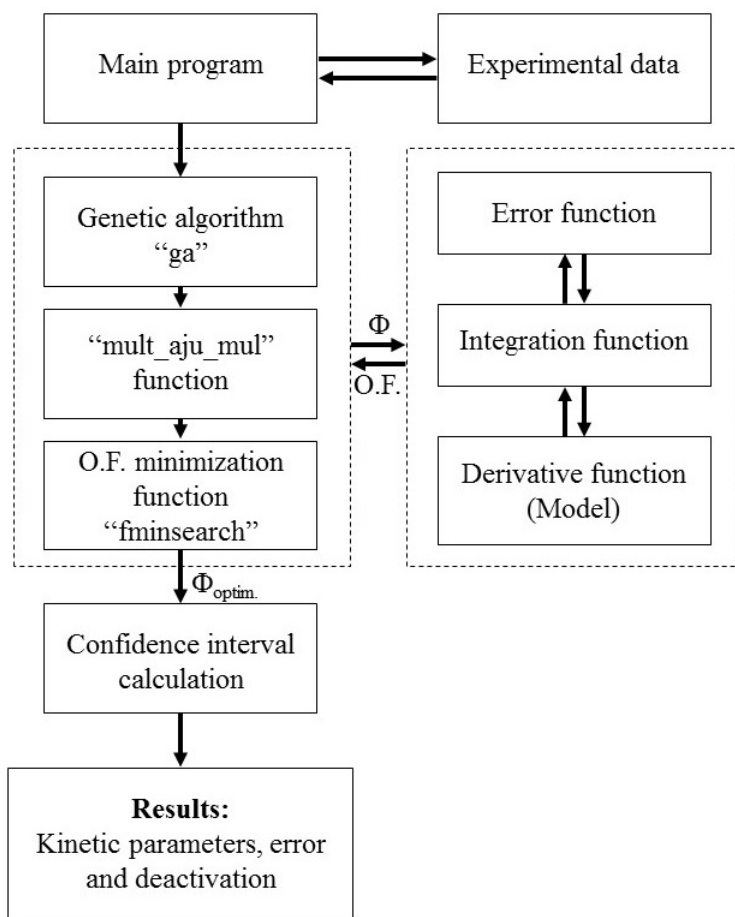 Main program
Experimental data
Genetic algorithm
“ga”
“mult_aju_mul”
function
O.F. minimization
function
“fminsearch”
Φ
O.F.
Error function
Integration function
Derivative function
(Model)
Φoptim.
Confidence interval
calculation
Results:
Kinetic parameters, error
and deactivation